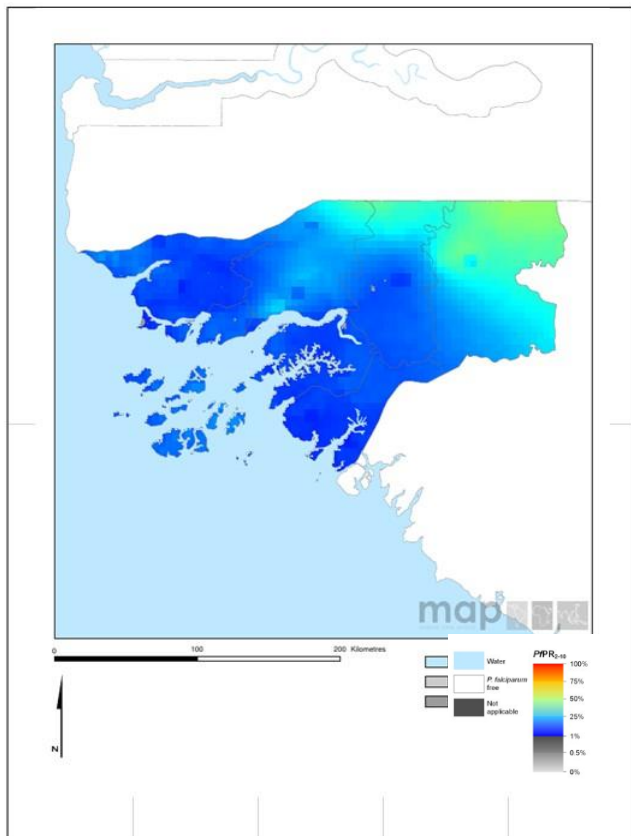 map
0 100 200 Kilometres
N
Water
P. falciparum
free
Not
applicable
PfPR2-10
100%
75%
50%
25%
1%
0.5%
0%